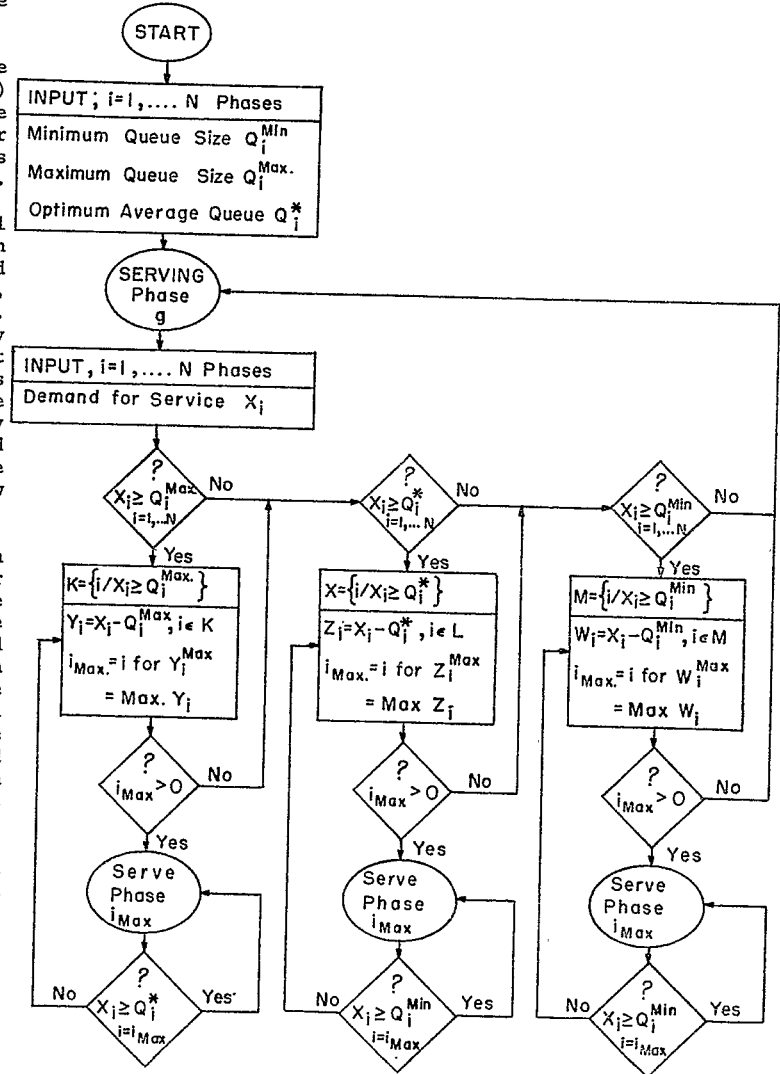 START
INPUT; i=1,.... N Phases
Minimum Queue Size Q_i^Min
Maximum Queue Size Q_i^Max.
Optimum Average Queue Q_i^*
SERVING
Phase
g
INPUT, i=1,.... N Phases
Demand for Service X_i
?
X_i ≥ Q_i^Max.
i=1,...N
No
Yes
K={i/X_i ≥ Q_i^Max.}
Y_i=X_i-Q_i^Max, i∈K
i_Max.=i for Y_i^Max
= Max. Y_i
?
i_Max > 0
No
Yes
Serve
Phase
i_Max
?
X_i ≥ Q_i^*
i=i_Max
No
Yes
?
X_i ≥ Q_i^*
i=1,...N
No
Yes
X={i/X_i ≥ Q_i^*}
Z_i=X_i-Q_i^*, i∈L
i_Max.=i for Z_i^Max
= Max Z_i
?
i_Max > 0
No
Yes
Serve
Phase
i_Max
?
X_i ≥ Q_i^Min
i=i_Max
No
Yes
?
X_i ≥ Q_i^Min
i=1,...N
No
Yes
M={i/X_i ≥ Q_i^Min}
W_i=X_i-Q_i^Min, i∈M
i_Max.=i for W_i^Max
= Max W_i
?
i_Max > 0
No
Yes
Serve
Phase
i_Max
?
X_i ≥ Q_i^Min
i=i_Max
No
Yes